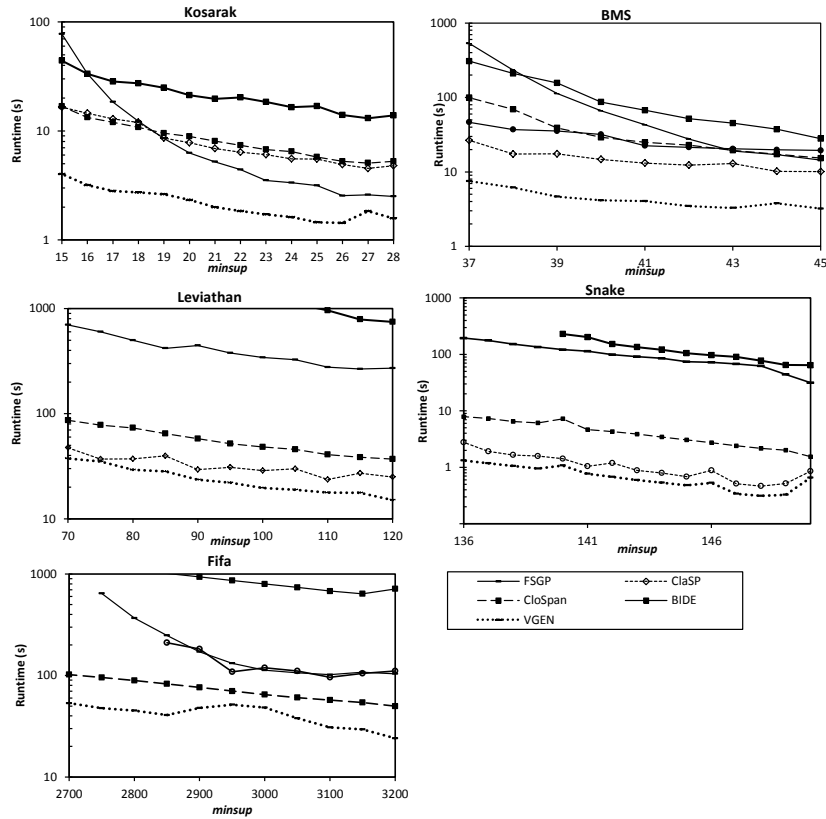 Kosarak
100
10
1
Runtime (s)
15 16 17 18 19 20 21 22 23 24 25 26 27 28
minsup
BMS
1000
100
10
1
Runtime (s)
37 39 41 43 45
minsup
Leviathan
1000
100
10
Runtime (s)
70 80 90 100 110 120
minsup
Snake
1000
100
10
1
Runtime (s)
136 141 146
minsup
Fifa
1000
100
10
Runtime (s)
2700 2800 2900 3000 3100 3200
minsup
FSGP ClaSP
CloSpan BIDE
VGEN